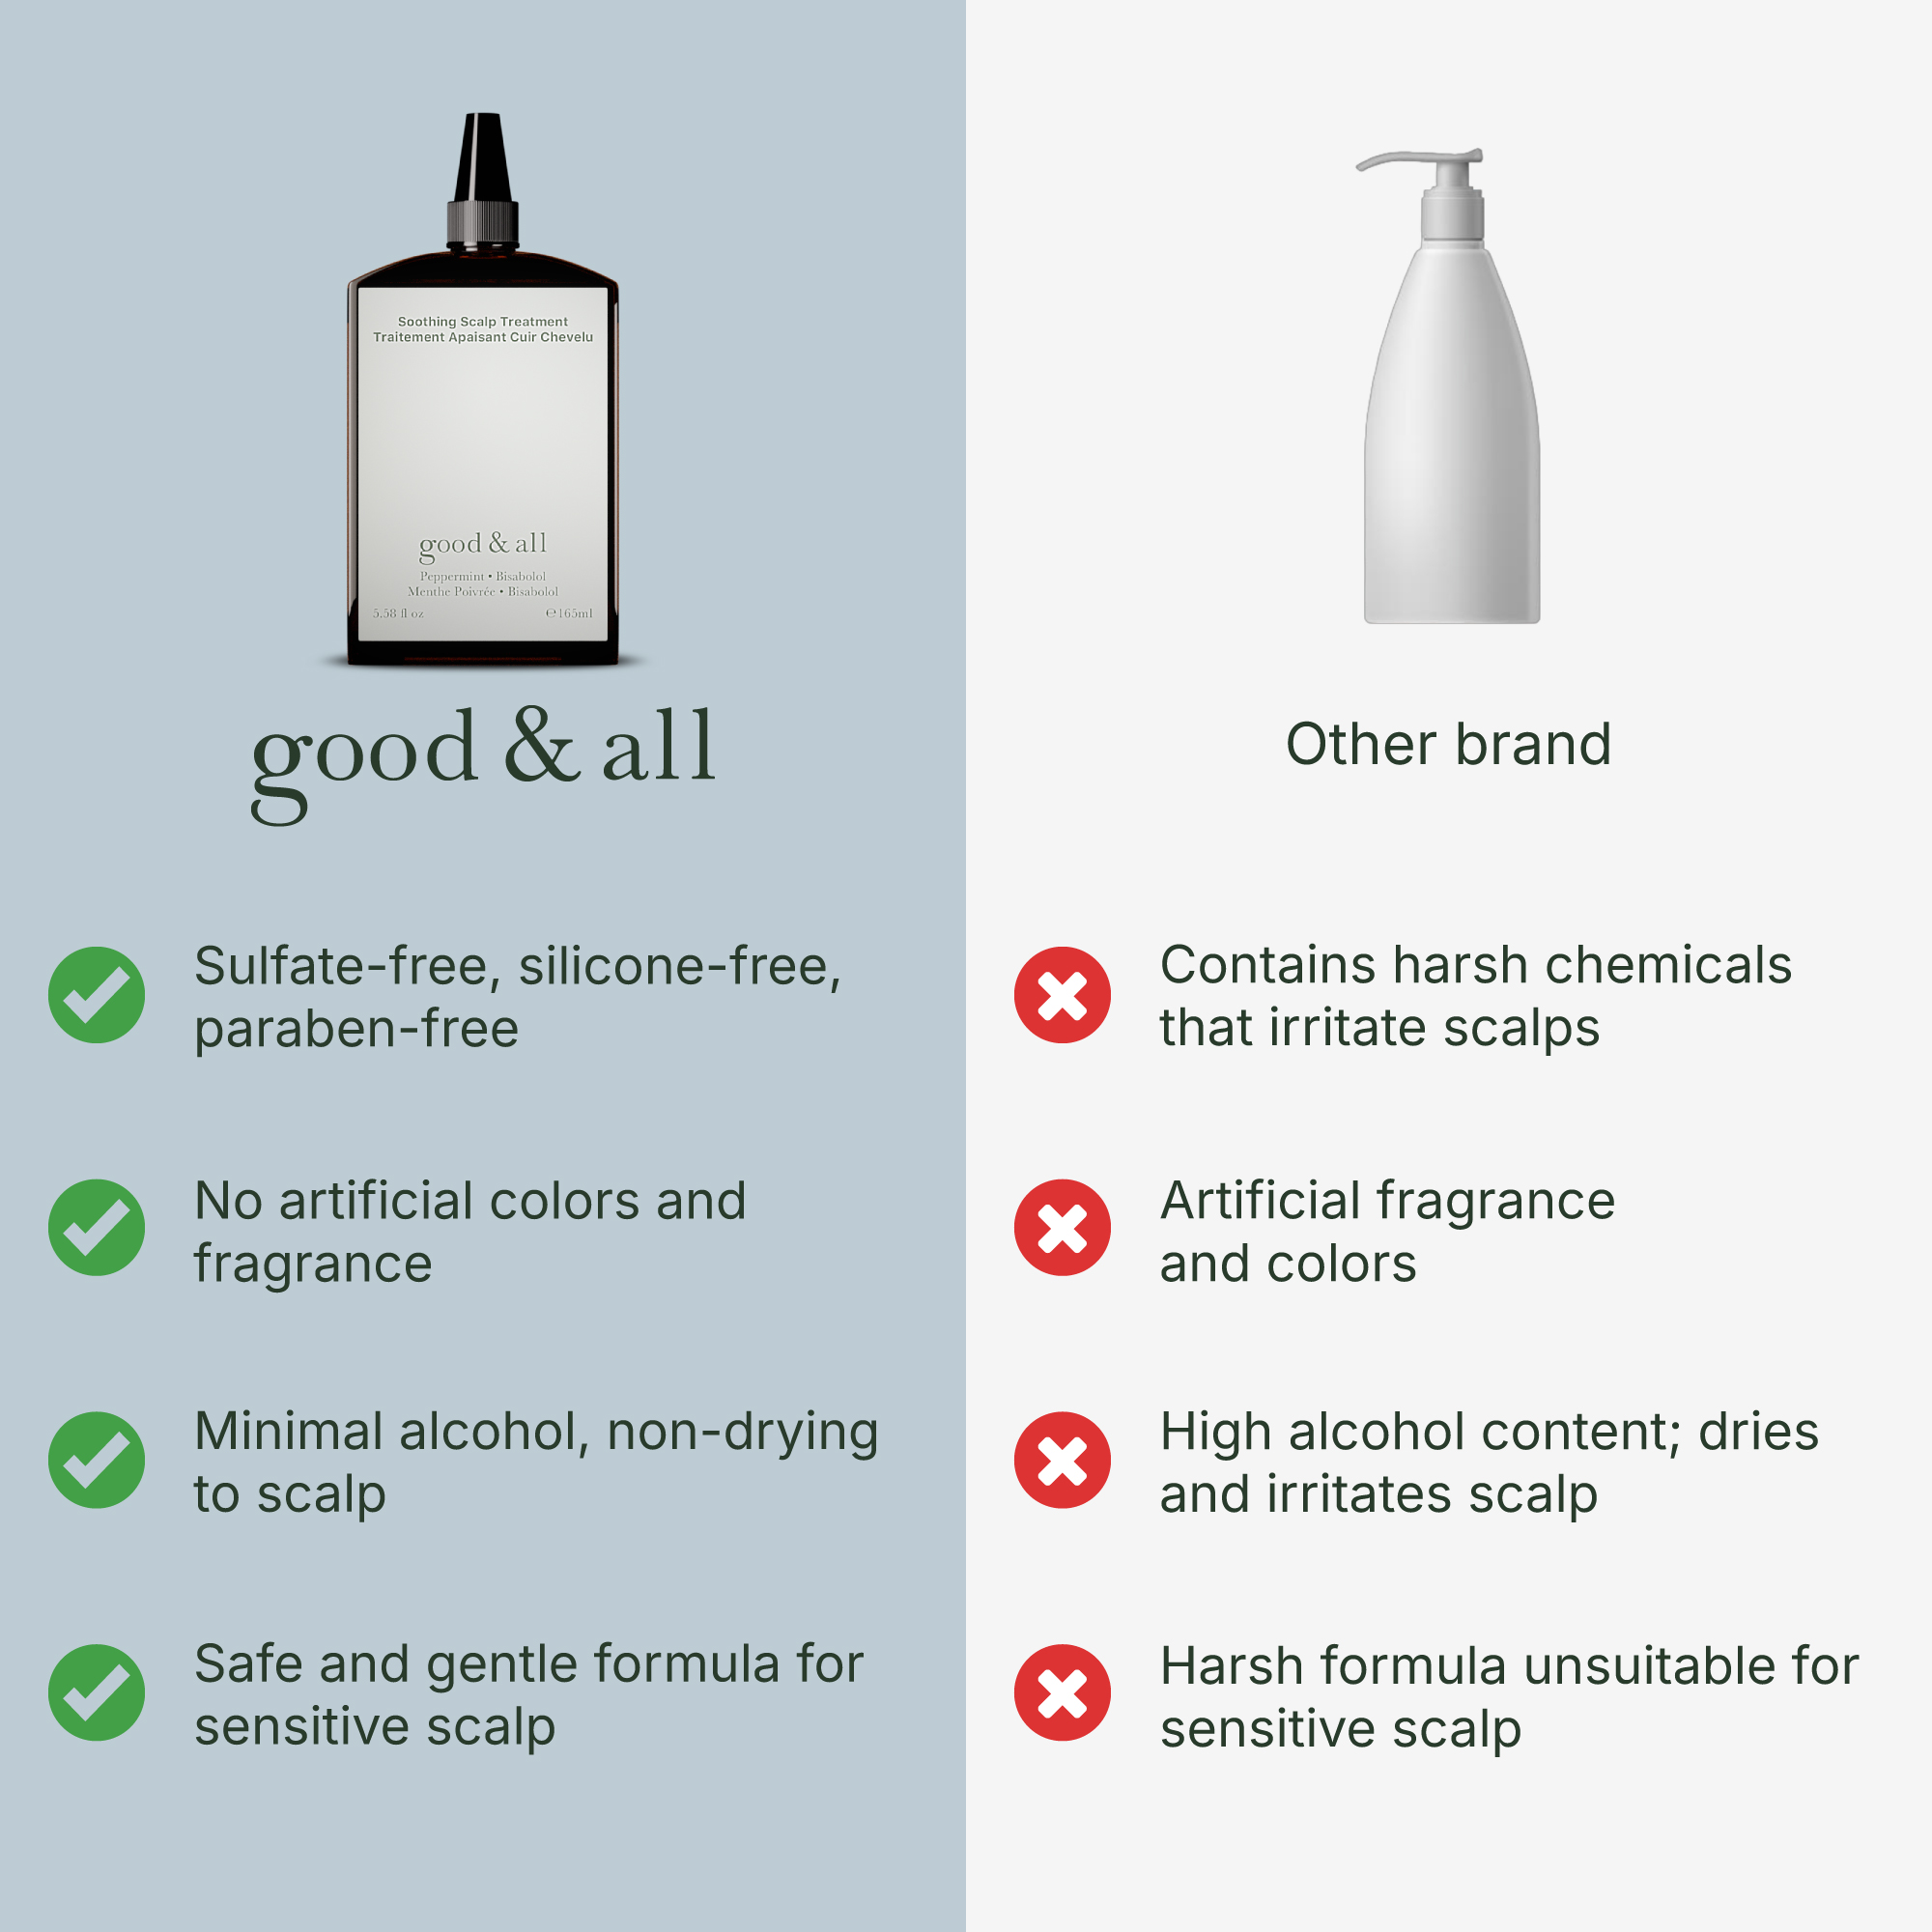 Soothing Scalp Treatment
Traitement Apaisant Cuir Chevelu
good & all
Peppermint • Bisabolol
Menthe Poivrée • Bisabolol
5.58 fl oz
℮165ml
good & all
Sulfate-free, silicone-free,
paraben-free
No artificial colors and
fragrance
Minimal alcohol, non-drying
to scalp
Safe and gentle formula for
sensitive scalp
Other brand
Contains harsh chemicals
that irritate scalps
Artificial fragrance
and colors
High alcohol content; dries
and irritates scalp
Harsh formula unsuitable for
sensitive scalp